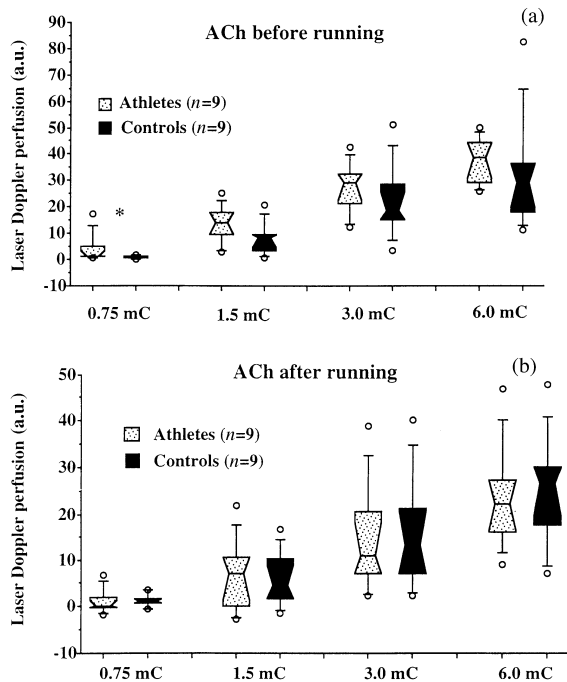 (a)
ACh before running
90
80
70
60
50
40
30
20
10
0
-10
Laser Doppler perfusion (a.u.)
Athletes (n=9)
Controls (n=9)
*
0.75 mC 1.5 mC 3.0 mC 6.0 mC
(b)
ACh after running
50
40
30
20
10
0
-10
Laser Doppler perfusion (a.u.)
Athletes (n=9)
Controls (n=9)
0.75 mC 1.5 mC 3.0 mC 6.0 mC